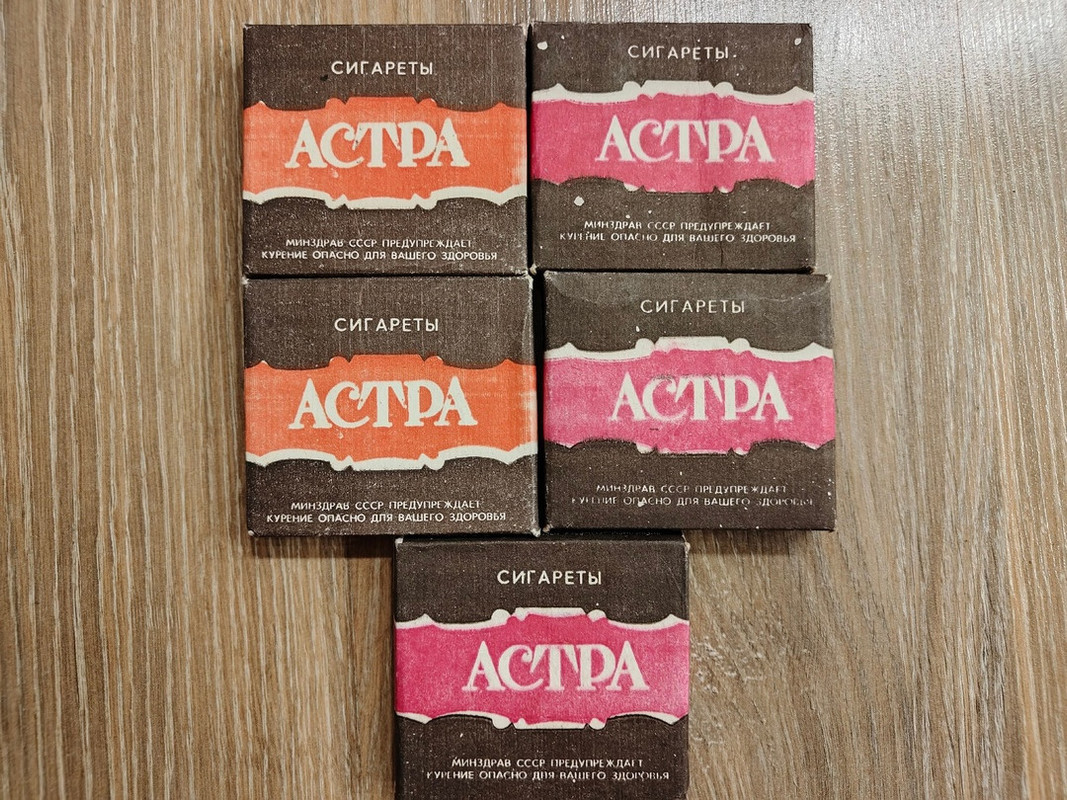 СИГАРЕТЫ
АСТРА
МИНЗДРАВ СССР ПРЕДУПРЕЖДАЕТ
КУРЕНИЕ ОПАСНО ДЛЯ ВАШЕГО ЗДОРОВЬЯ
СИГАРЕТЫ
АСТРА
МИНЗДРАВ СССР ПРЕДУПРЕЖДАЕТ
КУРЕНИЕ ОПАСНО ДЛЯ ВАШЕГО ЗДОРОВЬЯ
СИГАРЕТЫ
АСТРА
МИНЗДРАВ СССР ПРЕДУПРЕЖДАЕТ
КУРЕНИЕ ОПАСНО ДЛЯ ВАШЕГО ЗДОРОВЬЯ
СИГАРЕТЫ
АСТРА
МИНЗДРАВ СССР ПРЕДУПРЕЖДАЕТ
КУРЕНИЕ ОПАСНО ДЛЯ ВАШЕГО ЗДОРОВЬЯ
СИГАРЕТЫ
АСТРА
МИНЗДРАВ СССР ПРЕДУПРЕЖДАЕТ
КУРЕНИЕ ОПАСНО ДЛЯ ВАШЕГО ЗДОРОВЬЯ